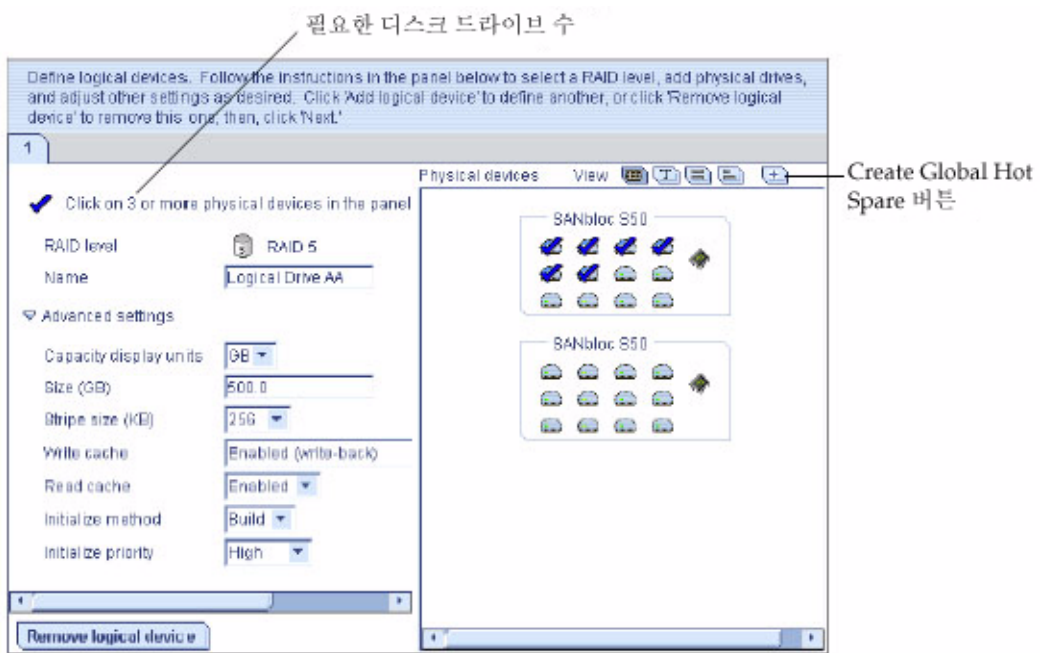 필요한 디스크 드라이브 수
Define logical devices. Follow the instructions in the panel below to select a RAID level, add physical drives,
and adjust other settings as desired. Click 'Add logical device' to define another, or click 'Remove logical
device' to remove this one, then, click 'Next.'
1
Click on 3 or more physical devices in the panel
RAID level
RAID 5
Name
Logical Drive AA
Advanced settings
Capacity display units
GB
Size (GB)
500.0
Stripe size (KB)
256
Write cache
Enabled (write-back)
Read cache
Enabled
Initialize method
Build
Initialize priority
High
Remove logical device
Physical devices
View
T
+
SANbloc S50
SANbloc S50
Create Global Hot
Spare 버튼